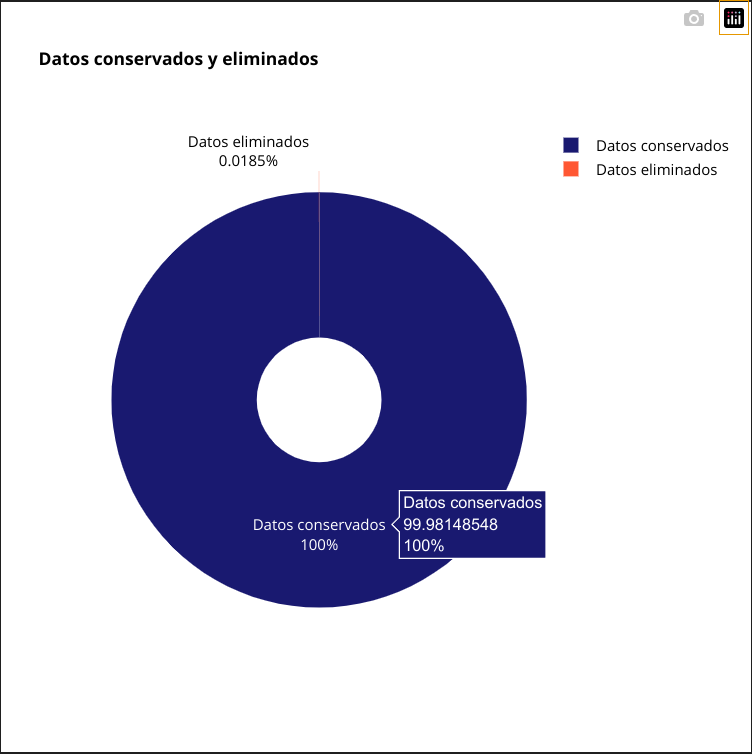 Datos conservados y eliminados
Datos eliminados
0.0185%
Datos conservados
Datos eliminados
Datos conservados
100%
Datos conservados
99.98148548
100%